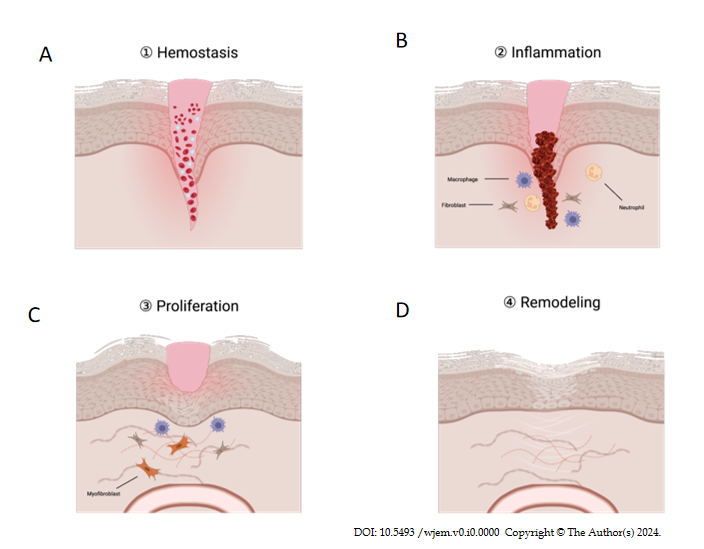 A
① Hemostasis
B
② Inflammation
Macrophage
Fibroblast
Neutrophil
C
③ Proliferation
Myofibroblast
D
④ Remodeling
DOI: 10.5493 /wjem.v0.i0.0000 Copyright © The Author(s) 2024.